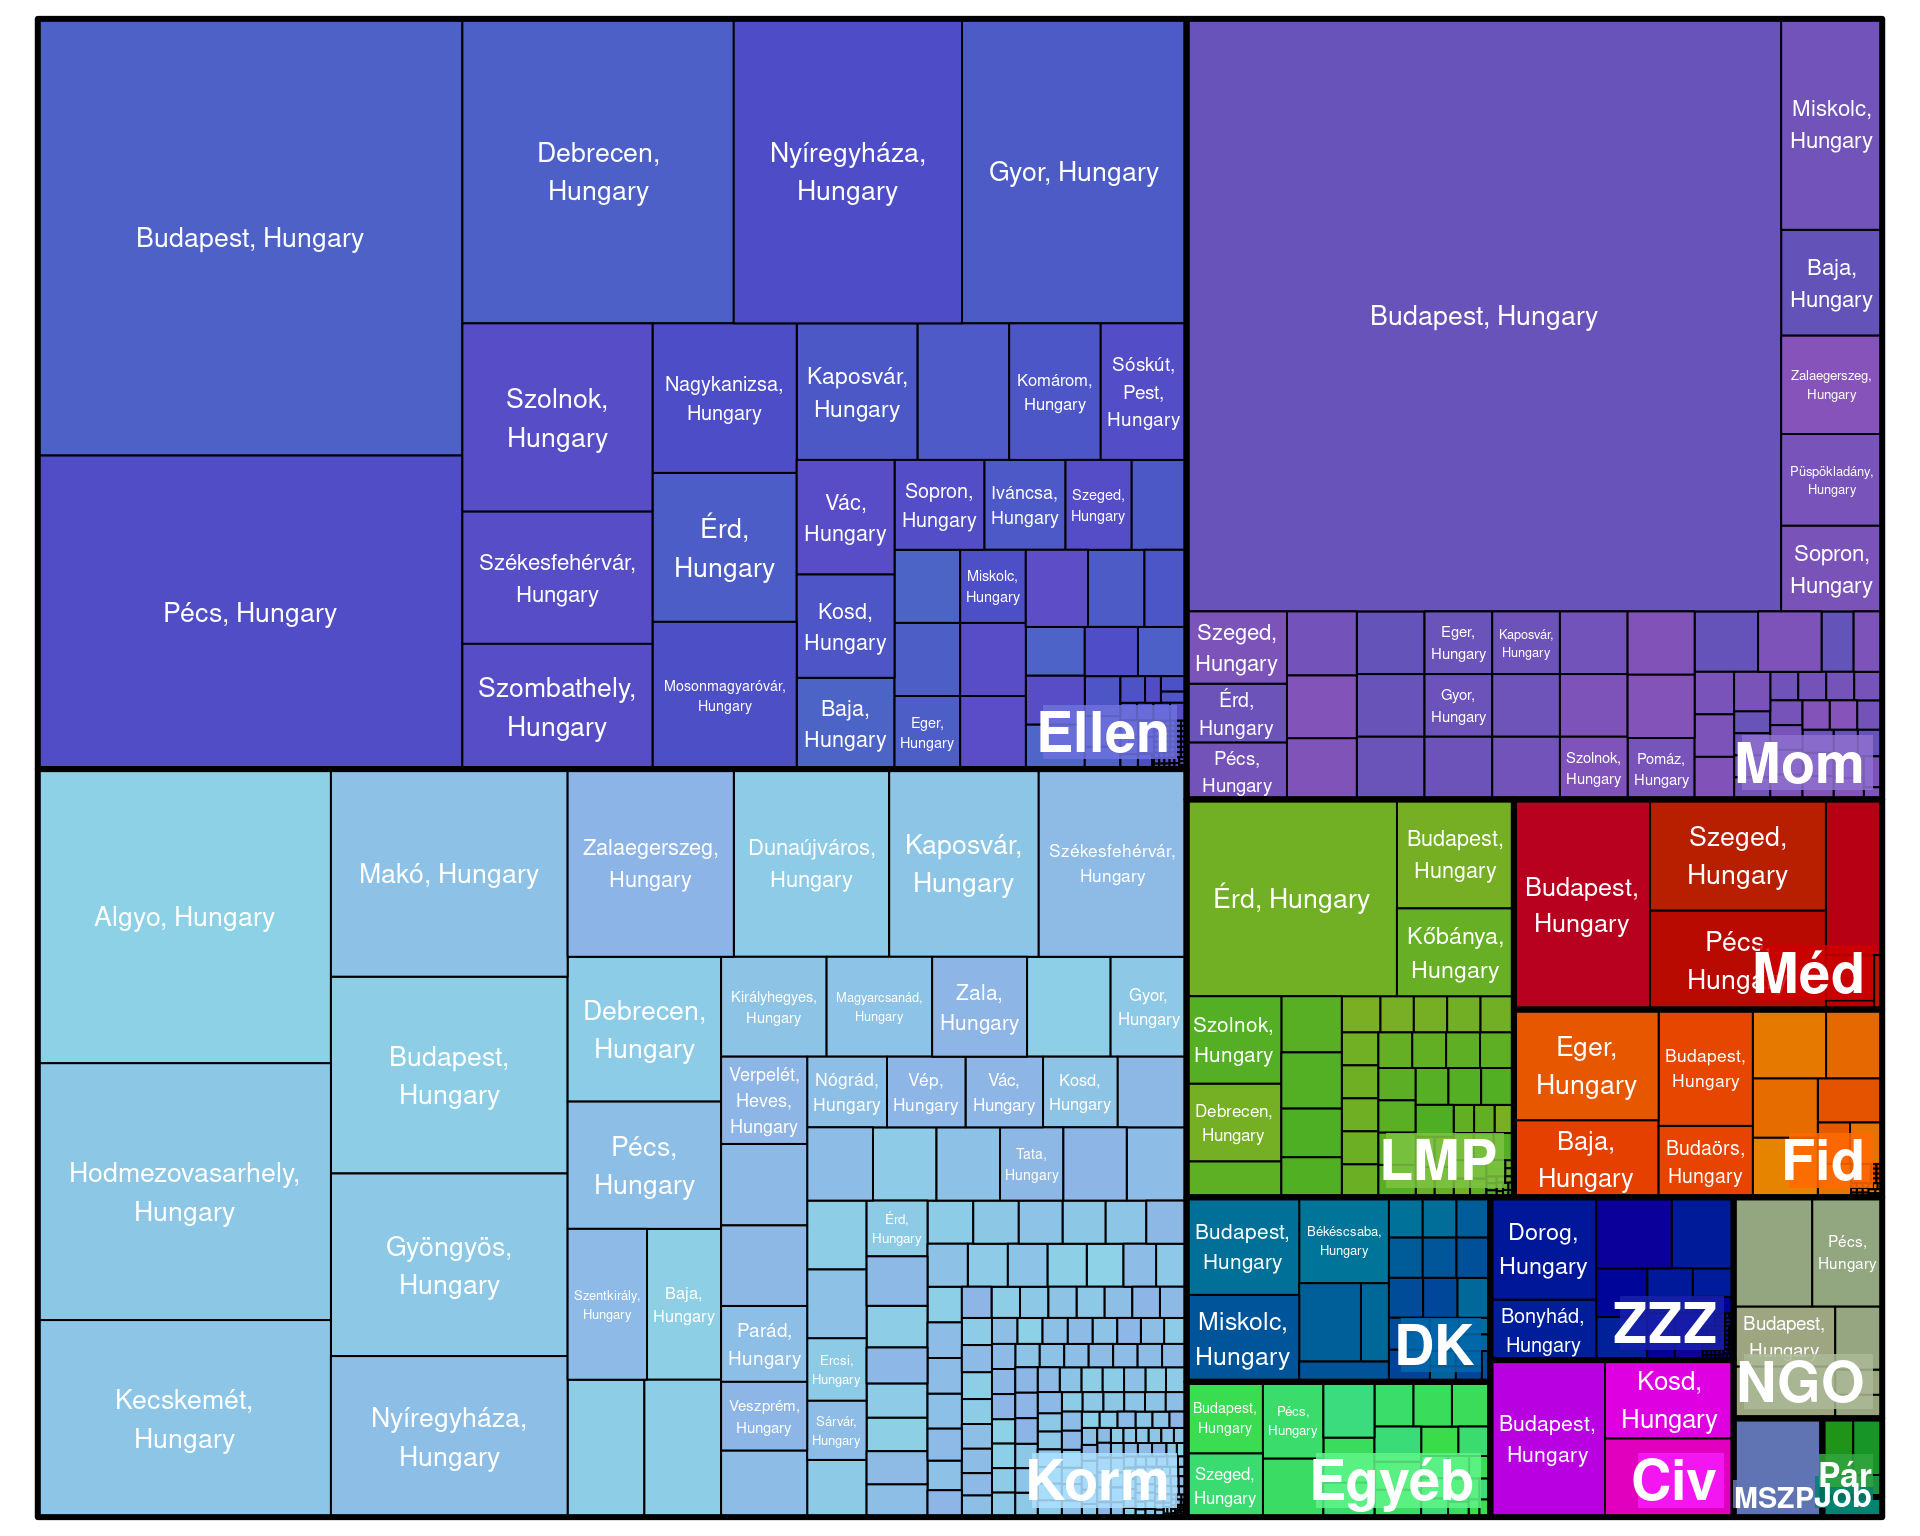 Budapest, Hungary
Pécs, Hungary
Debrecen,
Hungary
Nyíregyháza,
Hungary
Gyor, Hungary
Szolnok,
Hungary
Székesfehérvár,
Hungary
Szombathely,
Hungary
Nagykanizsa,
Hungary
Érd,
Hungary
Mosonmagyaróvár,
Hungary
Kaposvár,
Hungary
Komárom,
Hungary
Sóskút,
Pest,
Hungary
Vác,
Hungary
Kosd,
Hungary
Baja,
Hungary
Sopron,
Hungary
Iváncsa,
Hungary
Szeged,
Hungary
Miskolc,
Hungary
Eger,
Hungary
Ellen
Budapest, Hungary
Miskolc,
Hungary
Baja,
Hungary
Zalaegerszeg,
Hungary
Püspökladány,
Hungary
Sopron,
Hungary
Szeged,
Hungary
Érd,
Hungary
Pécs,
Hungary
Eger,
Hungary
Kaposvár,
Hungary
Gyor,
Hungary
Szolnok,
Hungary
Pomáz,
Hungary
Mom
Algyo, Hungary
Hodmezovasarhely,
Hungary
Kecskemét,
Hungary
Makó, Hungary
Budapest,
Hungary
Gyöngyös,
Hungary
Nyíregyháza,
Hungary
Zalaegerszeg,
Hungary
Dunaújváros,
Hungary
Kaposvár,
Hungary
Székesfehérvár,
Hungary
Debrecen,
Hungary
Pécs,
Hungary
Szentkirály,
Hungary
Baja,
Hungary
Királyhegyes,
Hungary
Magyarcsanád,
Hungary
Zala,
Hungary
Gyor,
Hungary
Verpelét,
Heves,
Hungary
Nógrád,
Hungary
Vép,
Hungary
Vác,
Hungary
Kosd,
Hungary
Tata,
Hungary
Parád,
Hungary
Veszprém,
Hungary
Érd,
Hungary
Ercsi,
Hungary
Sárvár,
Hungary
Korm
Érd, Hungary
Budapest,
Hungary
Kőbánya,
Hungary
Szolnok,
Hungary
Debrecen,
Hungary
LMP
Budapest,
Hungary
Szeged,
Hungary
Pécs
Hunga
Méd
Eger,
Hungary
Baja,
Hungary
Budapest,
Hungary
Budaörs,
Hungary
Fid
Budapest,
Hungary
Miskolc,
Hungary
Békéscsaba,
Hungary
DK
Dorog,
Hungary
Bonyhád,
Hungary
ZZZ
Pécs,
Hungary
Budapest,
Hungary
NGO
Budapest,
Hungary
Szeged,
Hungary
Pécs,
Hungary
Egyéb
Budapest,
Hungary
Kosd,
Hungary
Civ
MSZP
Pár
Job